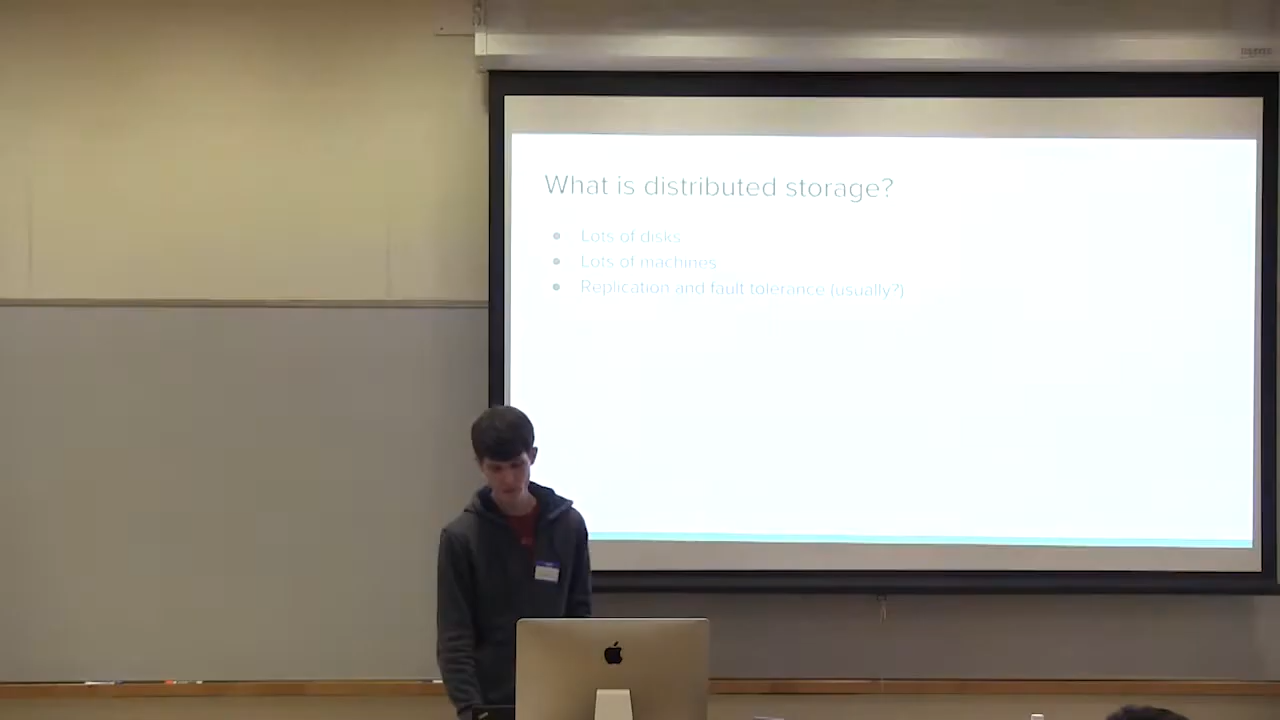 What is distributed storage?
Lots of disks
Lots of machines
Replication and fault tolerance (usually?)